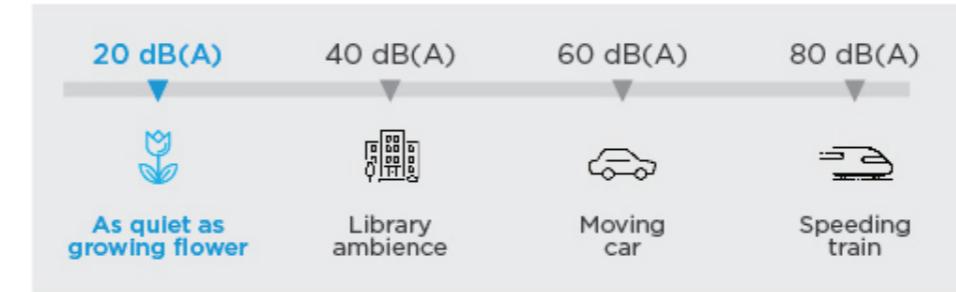 20 dB(A)
40 dB(A)
60 dB(A)
80 dB(A)
As quiet as
growing flower
Library
ambience
Moving
car
Speeding
train